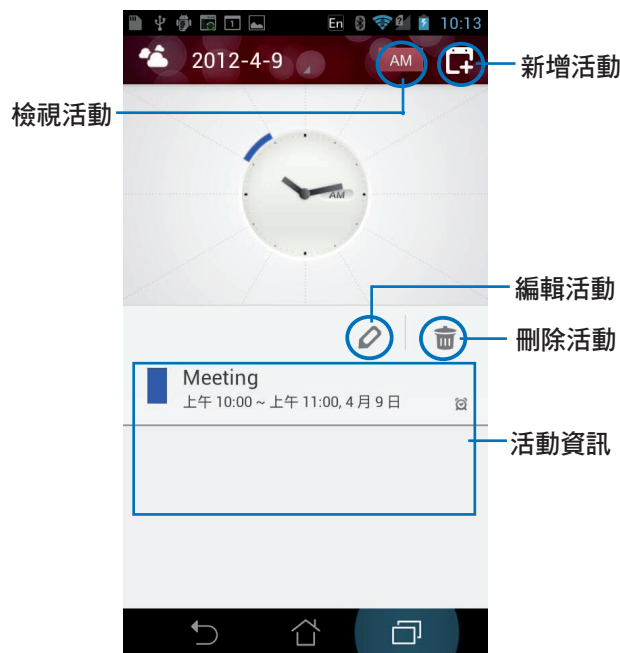 En 10:13
2012-4-9
AM
新增活動
檢視活動
AM
編輯活動
刪除活動
Meeting
上午 10:00 ~ 上午 11:00, 4 月 9 日
活動資訊